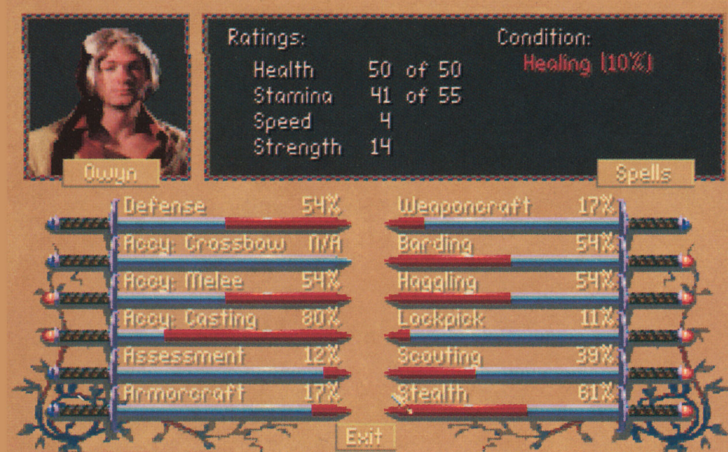 Ratings:
Health 50 of 50
Stamina 41 of 55
Speed 4
Strength 14
Condition:
Healing (10%)
Owyn
Spells
Defense 54%
Accy: Crossbow N/A
Accy: Melee 54%
Accy: Casting 80%
Assessment 12%
Armorcraft 17%
Weaponcraft 17%
Barding 54%
Haggling 54%
Lockpick 11%
Scouting 39%
Stealth 61%
Exit